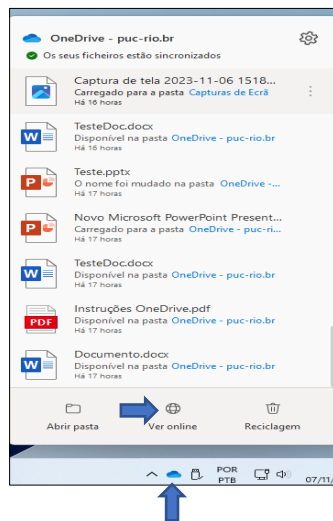 OneDrive - puc-rio.br
Os seus ficheiros estão sincronizados
Captura de tela 2023-11-06 1518...
Carregado para a pasta Capturas de Ecrã
Há 16 horas
TesteDoc.docx
Disponível na pasta OneDrive - puc-rio.br
Há 16 horas
Teste.pptx
O nome foi mudado na pasta OneDrive -...
Há 17 horas
Novo Microsoft PowerPoint Present...
Carregado para a pasta OneDrive - puc-ri...
Há 17 horas
TesteDoc.docx
Disponível na pasta OneDrive - puc-rio.br
Há 17 horas
Instruções OneDrive.pdf
Disponível na pasta OneDrive - puc-rio.br
Há 17 horas
Documento.docx
Disponível na pasta OneDrive - puc-rio.br
Há 17 horas
Abrir pasta Ver online Reciclagem
POR
PTB 07/11/